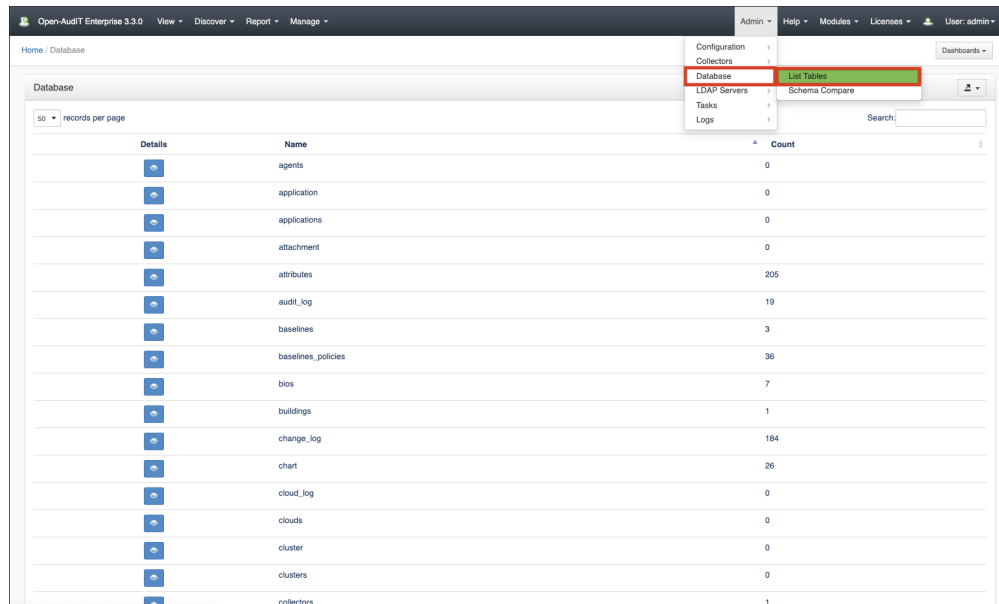 Open-AudIT Enterprise 3.3.0 View Discover Report Manage Admin Help Modules Licenses User: admin
Home / Database
Dashboards
Configuration
Collectors
Database
List Tables
LDAP Servers
Schema Compare
Tasks
Logs
Database
50 records per page
Search:
Details Name Count
agents 0
application 0
applications 0
attachment 0
attributes 205
audit_log 19
baselines 3
baselines_policies 36
bios 7
buildings 1
change_log 184
chart 26
cloud_log 0
clouds 0
cluster 0
clusters 0
collectors 1